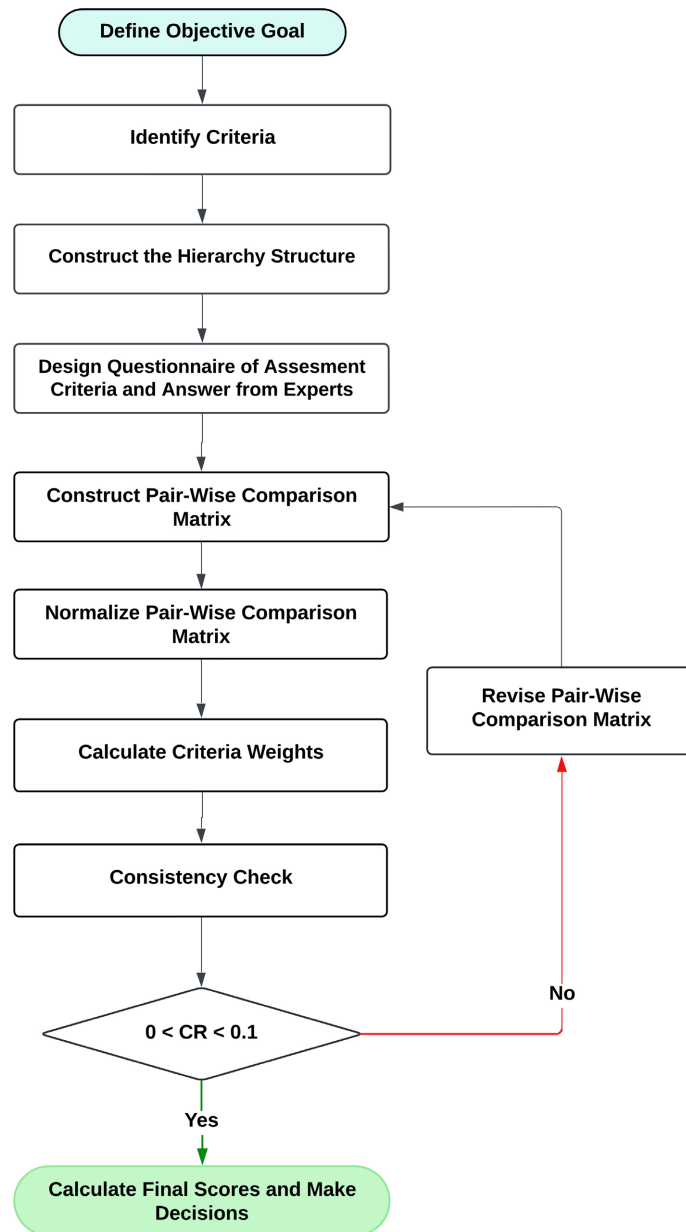 Define Objective Goal
Identify Criteria
Construct the Hierarchy Structure
Design Questionnaire of Assesment
Criteria and Answer from Experts
Construct Pair-Wise Comparison
Matrix
Normalize Pair-Wise Comparison
Matrix
Revise Pair-Wise
Comparison Matrix
Calculate Criteria Weights
Consistency Check
No
0 < CR < 0.1
Yes
Calculate Final Scores and Make
Decisions